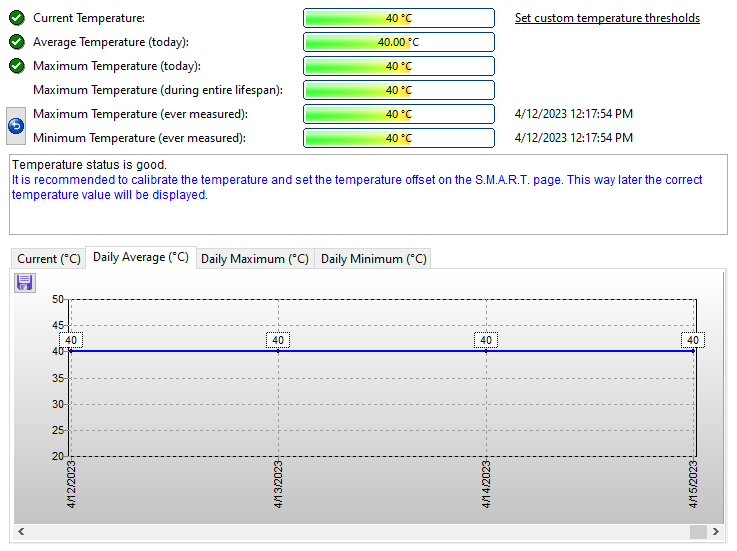 Current Temperature: 40 °C Set custom temperature thresholds
Average Temperature (today): 40.00 °C
Maximum Temperature (today): 40 °C
Maximum Temperature (during entire lifespan): 40 °C
Maximum Temperature (ever measured): 40 °C 4/12/2023 12:17:54 PM
Minimum Temperature (ever measured): 40 °C 4/12/2023 12:17:54 PM
Temperature status is good.
It is recommended to calibrate the temperature and set the temperature offset on the S.M.A.R.T. page. This way later the correct
temperature value will be displayed.
Current (°C) Daily Average (°C) Daily Maximum (°C) Daily Minimum (°C)
50
45
40 40 40 40
40
35
30
25
20
4/12/2023 4/13/2023 4/14/2023 4/15/2023